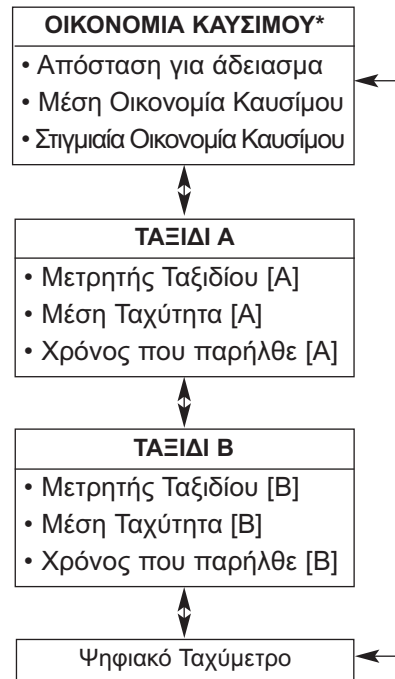 ΟΙΚΟΝΟΜΙΑ ΚΑΥΣΙΜΟΥ*
• Απόσταση για άδειασμα
• Μέση Οικονομία Καυσίμου
• Στιγμιαία Οικονομία Καυσίμου
ΤΑΞΙΔΙ Α
• Μετρητής Ταξιδίου [Α]
• Μέση Ταχύτητα [Α]
• Χρόνος που παρήλθε [Α]
ΤΑΞΙΔΙ Β
• Μετρητής Ταξιδίου [Β]
• Μέση Ταχύτητα [Β]
• Χρόνος που παρήλθε [Β]
Ψηφιακό Ταχύμετρο